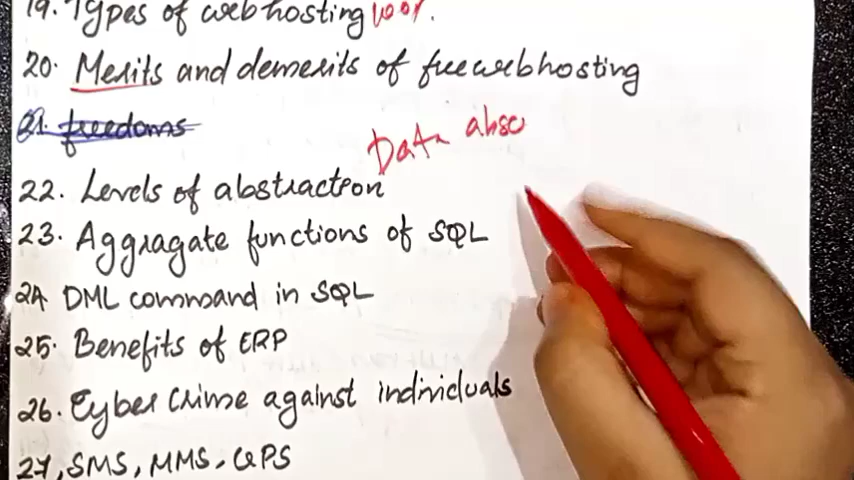 19. Types of webhosting
20. Merits and demerits of freewebhosting
21. freedoms
Data abso
22. Levels of abstraction
23. Aggragate functions of SQL
24 DML command in SQL
25. Benefits of ERP
26. Cyber Crime against individuals
27, SMS, MMS, GPS